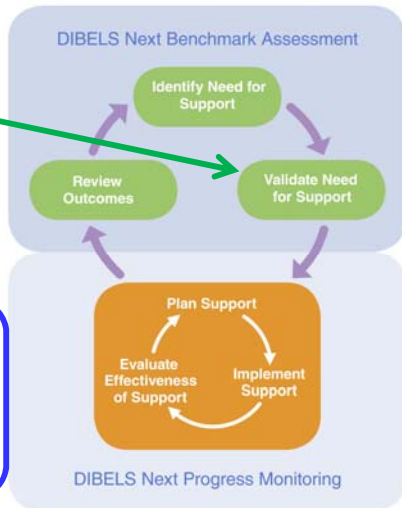 DIBELS Next Benchmark Assessment
Identify Need for
Support
Review
Outcomes
Validate Need
for Support
Plan Support
Evaluate
Effectiveness
of Support
Implement
Support
DIBELS Next Progress Monitoring